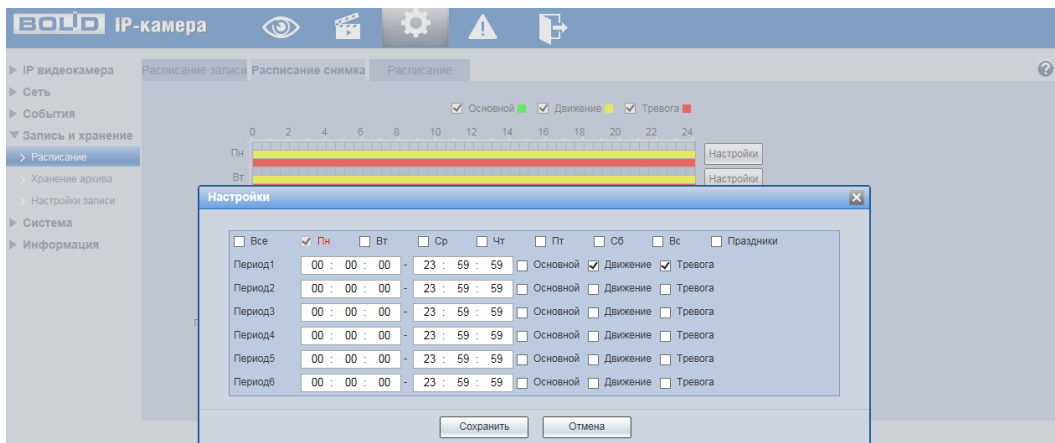 BOLID IP-камера
IP видеокамера
Сеть
События
Запись и хранение
Расписание
Хранение архива
Настройки записи
Система
Информация
Расписание записи Расписание снимка Расписание
Основной Движение Тревога
0 2 4 6 8 10 12 14 16 18 20 22 24
Пн Настройки
Вт Настройки
Настройки
Все Пн Вт Ср Чт Пт Сб Вс Праздники
Период1 00 : 00 : 00 - 23 : 59 : 59 Основной Движение Тревога
Период2 00 : 00 : 00 - 23 : 59 : 59 Основной Движение Тревога
Период3 00 : 00 : 00 - 23 : 59 : 59 Основной Движение Тревога
Период4 00 : 00 : 00 - 23 : 59 : 59 Основной Движение Тревога
Период5 00 : 00 : 00 - 23 : 59 : 59 Основной Движение Тревога
Период6 00 : 00 : 00 - 23 : 59 : 59 Основной Движение Тревога
Сохранить Отмена